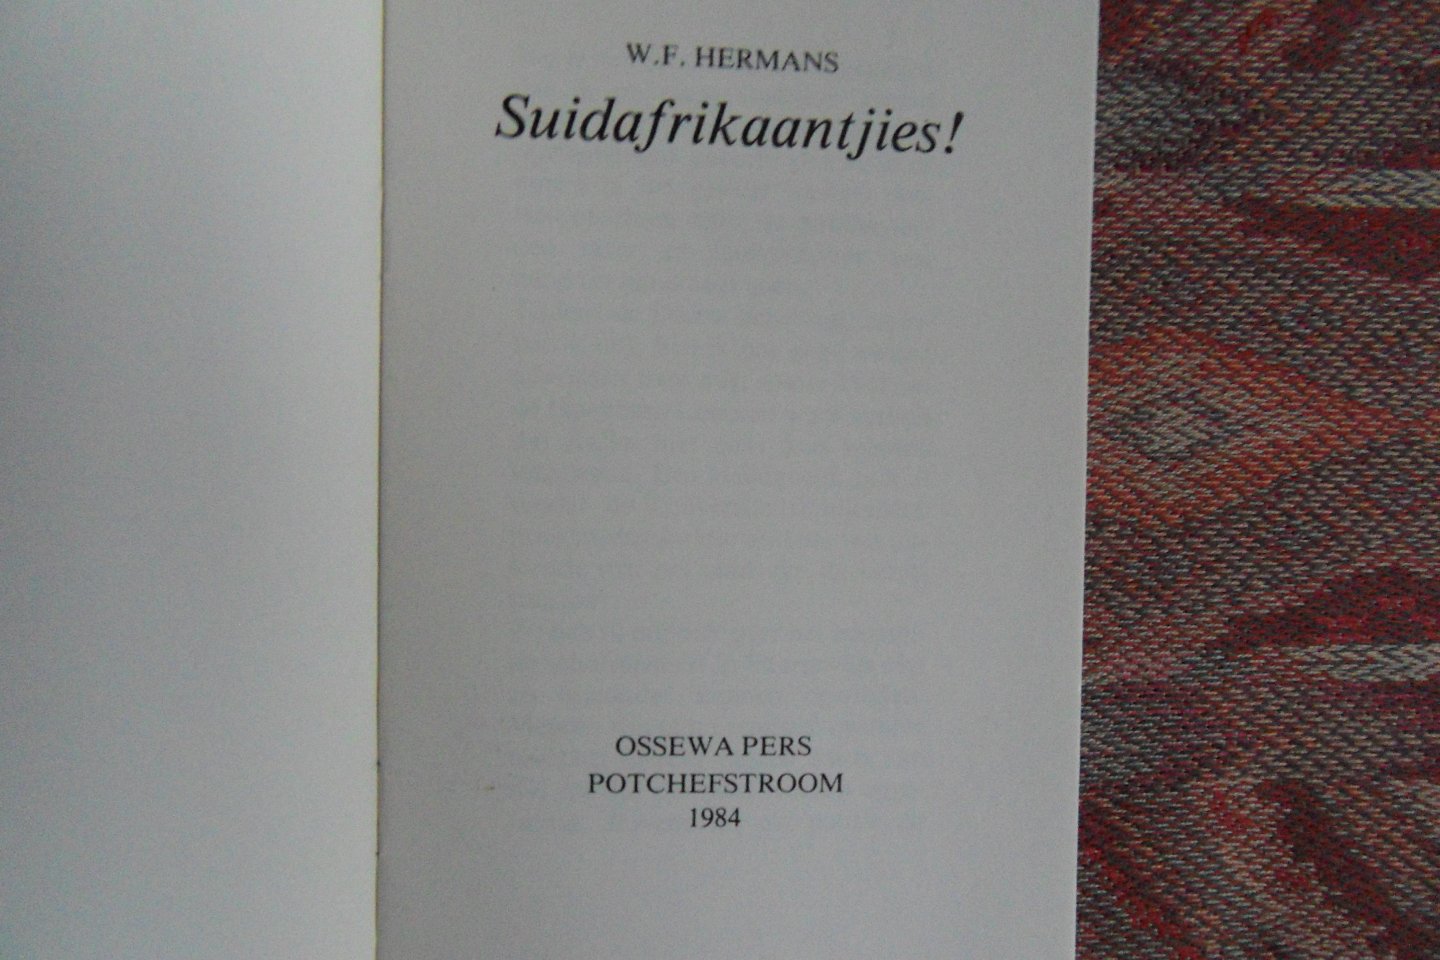 W.F. HERMANS
Suidafrikaantjies!
OSSEWA PERS
POTCHEFSTROOM
1984